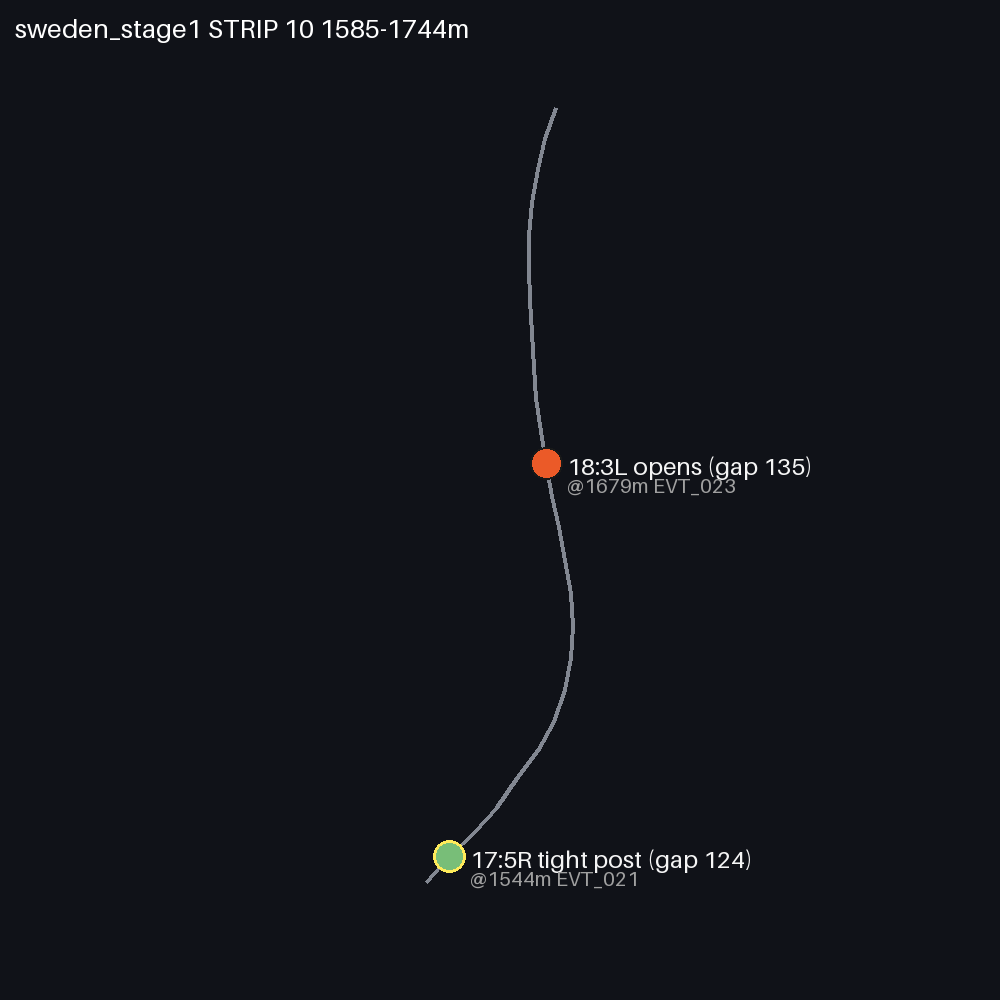 sweden_stage1 STRIP 10 1585-1744m
18:3L opens (gap 135)
@1679m EVT_023
17:5R tight post (gap 124)
@1544m EVT_021